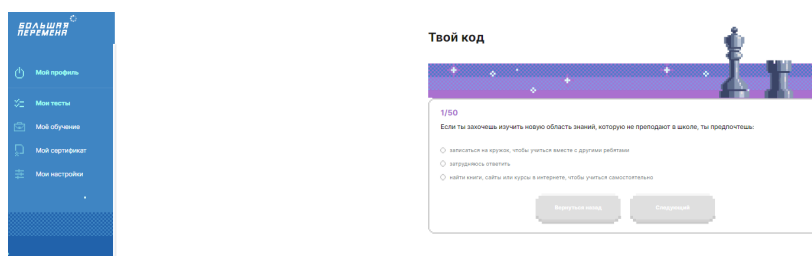 БОЛЬШАЯ
ПЕРЕМЕНА
Мой профиль
Мои тесты
Моё обучение
Мой сертификат
Мои настройки
Твой код
1/50
Если ты захочешь изучить новую область знаний, которую не преподают в школе, ты предпочтешь:
записаться на кружок, чтобы учиться вместе с другими ребятами
затрудняюсь ответить
найти книги, сайты или курсы в интернете, чтобы учиться самостоятельно
Вернуться назад
Следующий